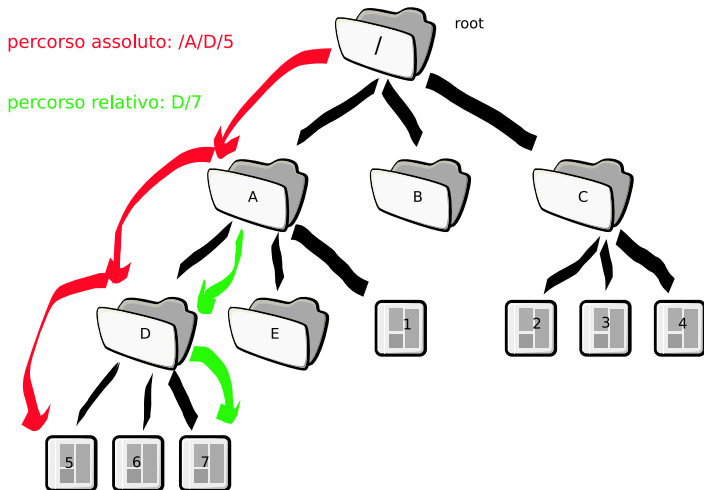 root
percorso assoluto: /A/D/5
/
percorso relativo: D/7
A
B
C
D
E
1
2
3
4
5
6
7